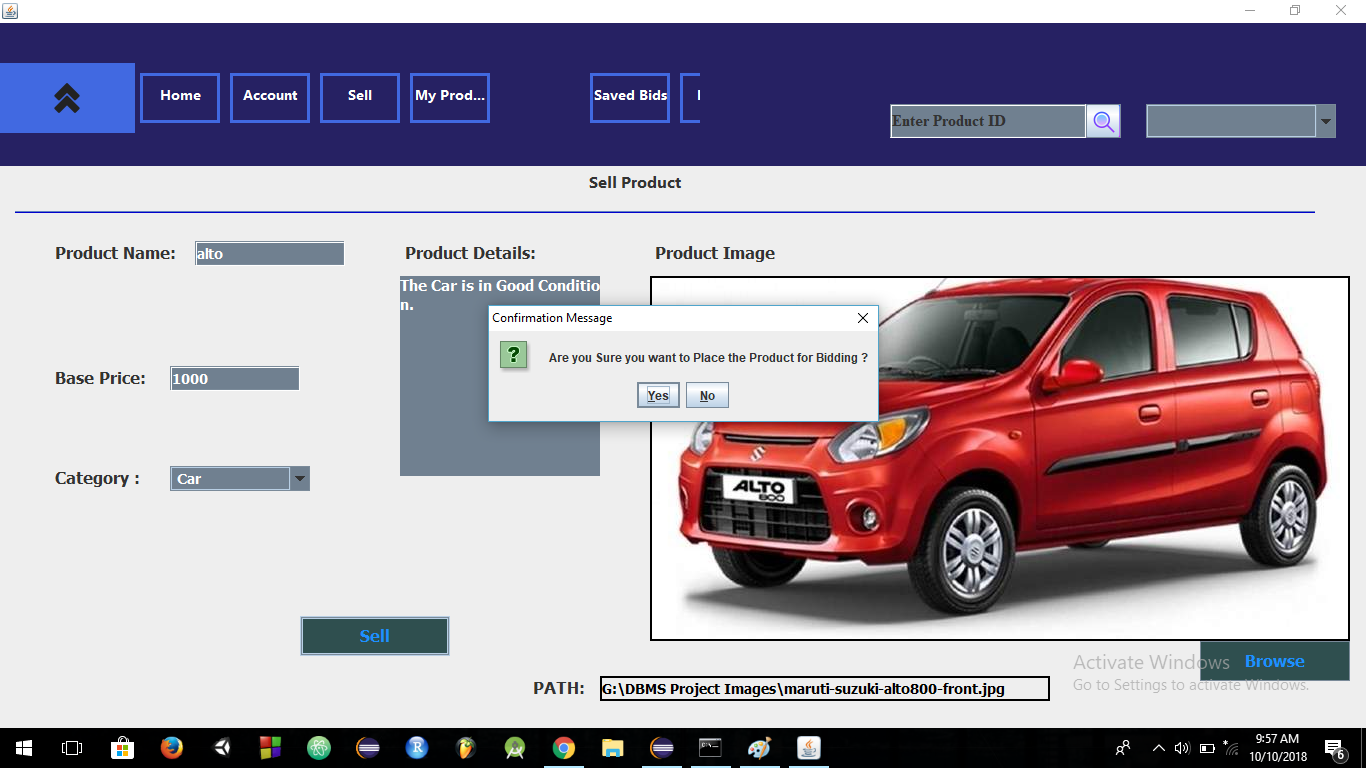 Home
Account
Sell
My Prod...
Saved Bids
Enter Product ID
Sell Product
Product Name:
alto
Product Details:
Product Image
The Car is in Good Conditio
n.
Confirmation Message
?
Are you Sure you want to Place the Product for Bidding ?
Yes
No
Base Price:
1000
Category :
Car
ALTO
800
Sell
Browse
Activate Windows
Go to Settings to activate Windows.
PATH:
G:\DBMS Project Images\maruti-suzuki-alto800-front.jpg
R
C:\.
9:57 AM
10/10/2018
6